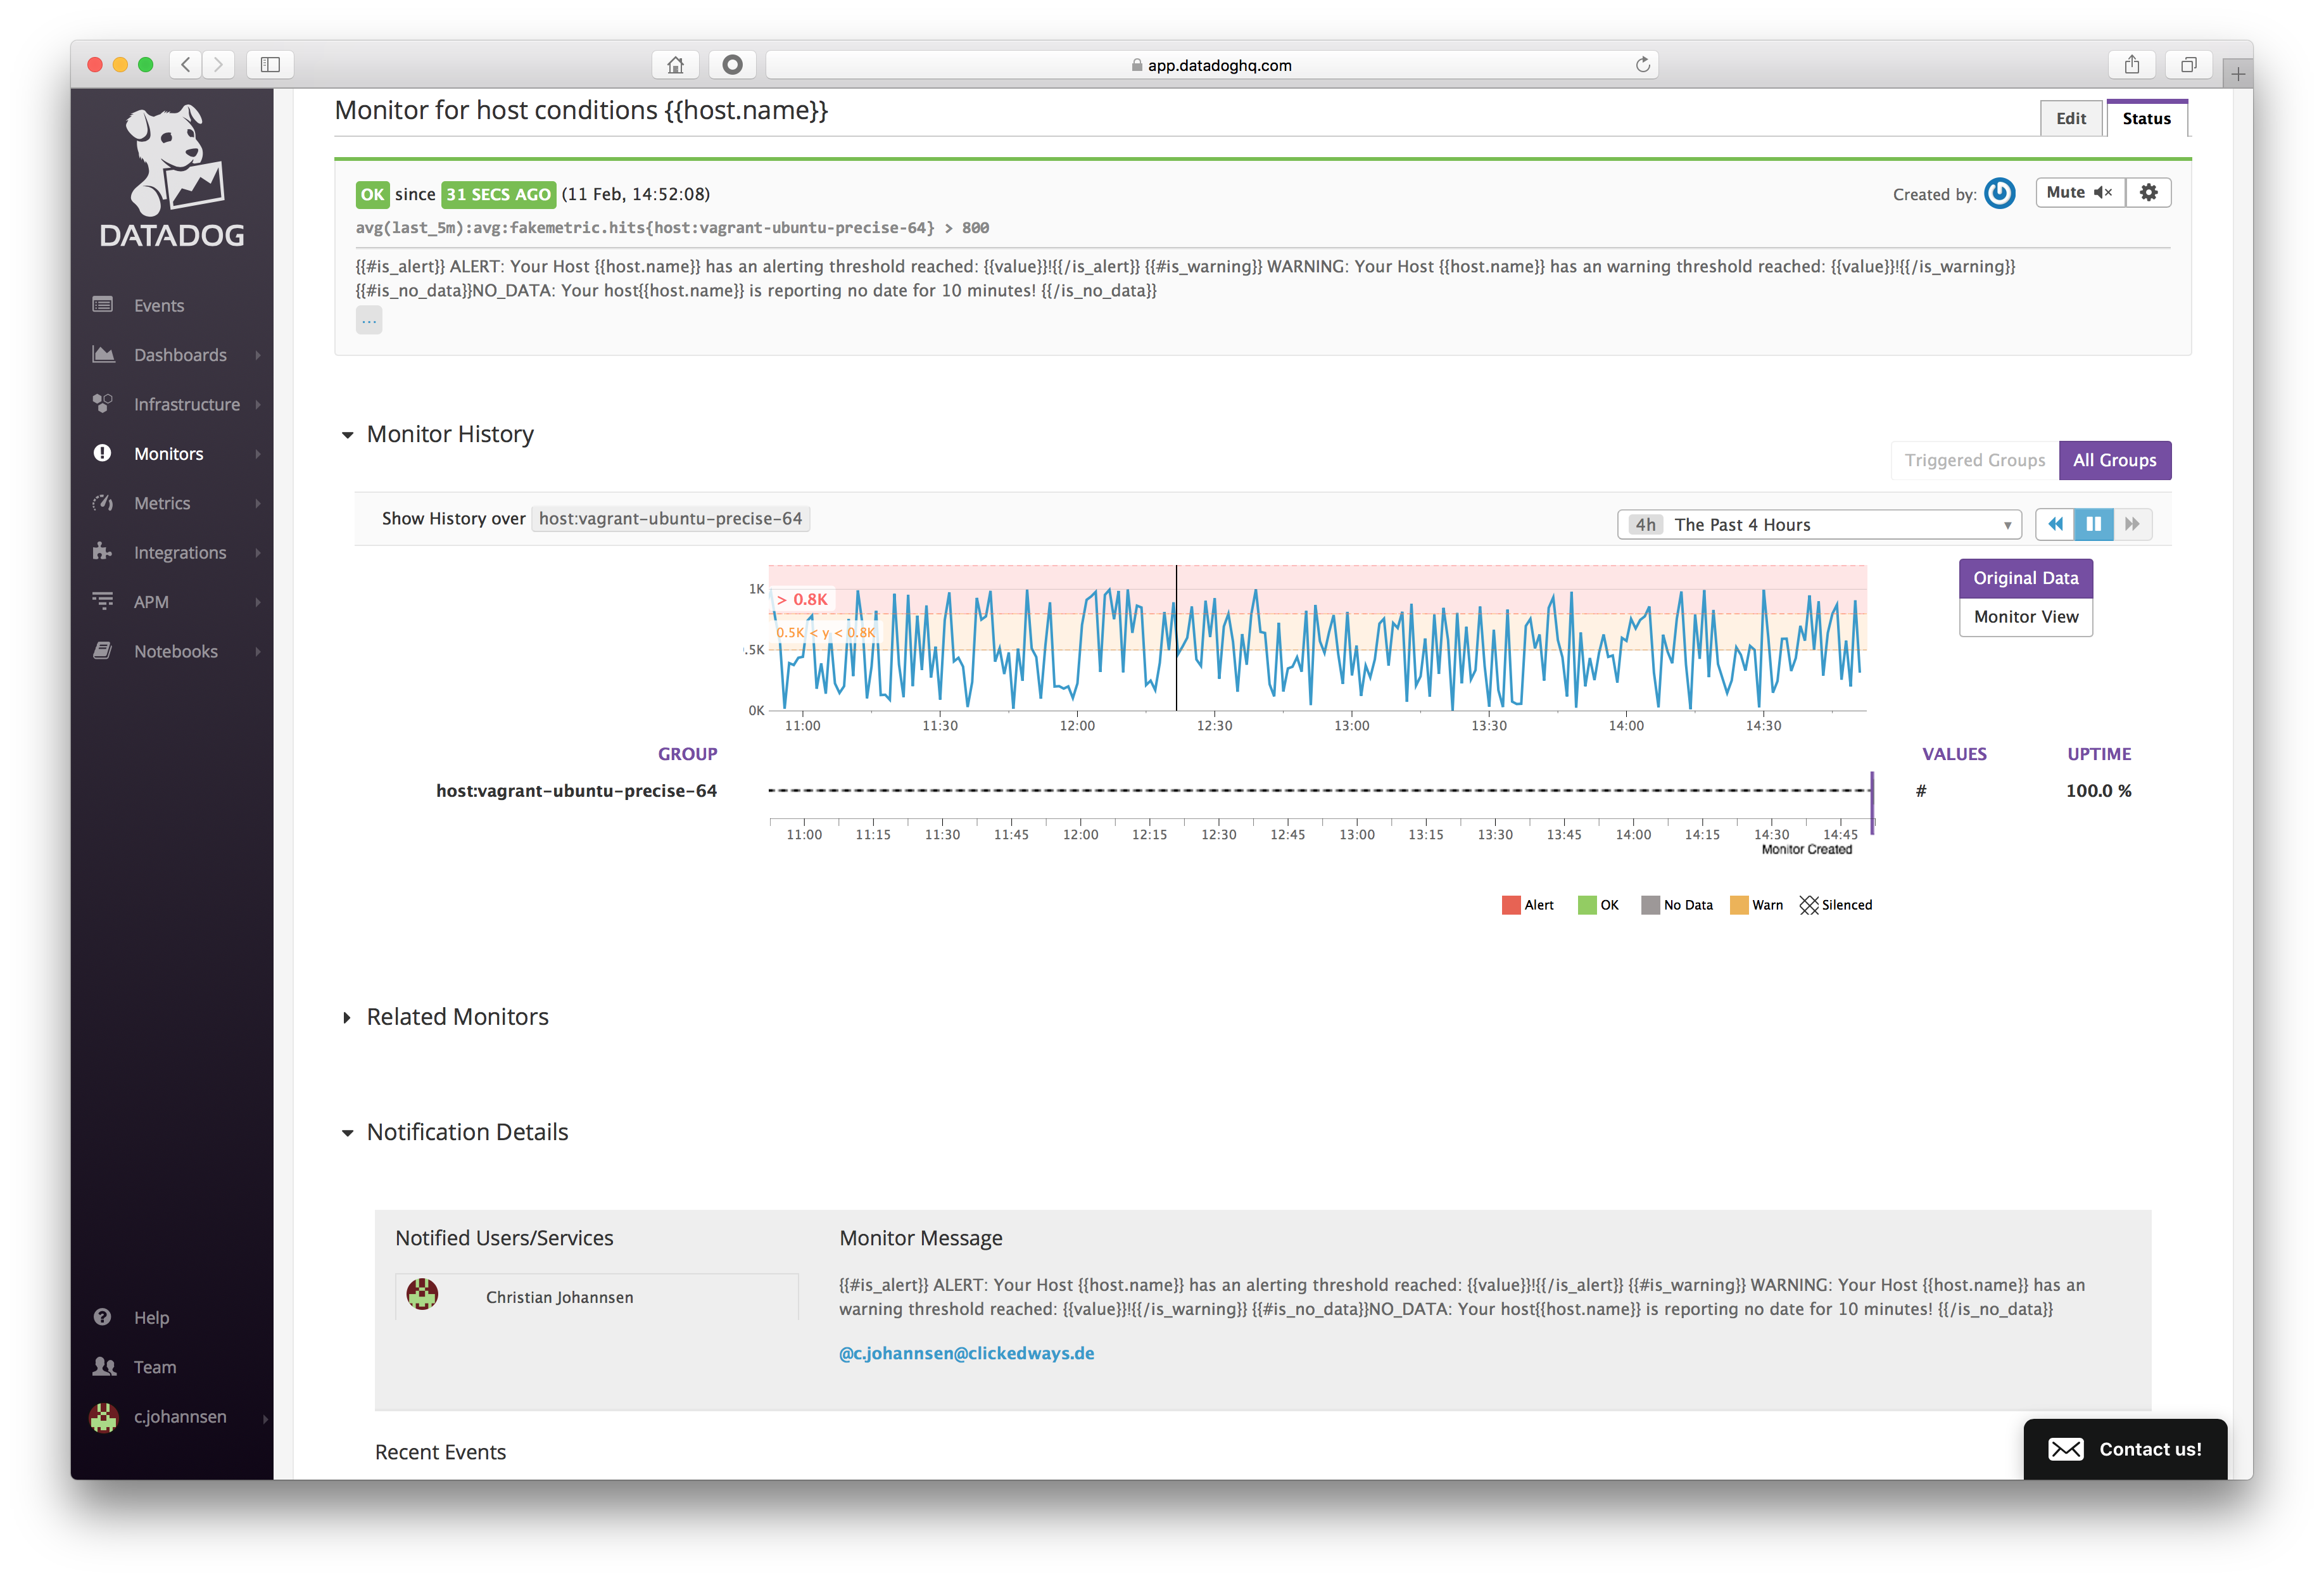 app.datadoghq.com
DATADOG
Events
Dashboards
Infrastructure
Monitors
Metrics
Integrations
APM
Notebooks
Help
Team
c.johannsen
Monitor for host conditions {{host.name}}
Edit
Status
OK since 31 SECS AGO (11 Feb, 14:52:08)
Created by:
Mute
avg(last_5m):avg:fakemetric.hits{host:vagrant-ubuntu-precise-64} > 800
{{#is_alert}} ALERT: Your Host {{host.name}} has an alerting threshold reached: {{value}}!{{/is_alert}} {{#is_warning}} WARNING: Your Host {{host.name}} has an warning threshold reached: {{value}}!{{/is_warning}}
{{#is_no_data}}NO_DATA: Your host{{host.name}} is reporting no date for 10 minutes! {{/is_no_data}}
...
Monitor History
Triggered Groups
All Groups
Show History over host:vagrant-ubuntu-precise-64
4h The Past 4 Hours
Original Data
Monitor View
1K
> 0.8K
0.5K < y < 0.8K
.5K
0K
11:00 11:30 12:00 12:30 13:00 13:30 14:00 14:30
GROUP
VALUES
UPTIME
host:vagrant-ubuntu-precise-64
#
100.0 %
11:00 11:15 11:30 11:45 12:00 12:15 12:30 12:45 13:00 13:15 13:30 13:45 14:00 14:15 14:30 14:45
Monitor Created
Alert OK No Data Warn Silenced
Related Monitors
Notification Details
Notified Users/Services
Christian Johannsen
Monitor Message
{{#is_alert}} ALERT: Your Host {{host.name}} has an alerting threshold reached: {{value}}!{{/is_alert}} {{#is_warning}} WARNING: Your Host {{host.name}} has an
warning threshold reached: {{value}}!{{/is_warning}} {{#is_no_data}}NO_DATA: Your host{{host.name}} is reporting no date for 10 minutes! {{/is_no_data}}
@c.johannsen@clickedways.de
Recent Events
Contact us!